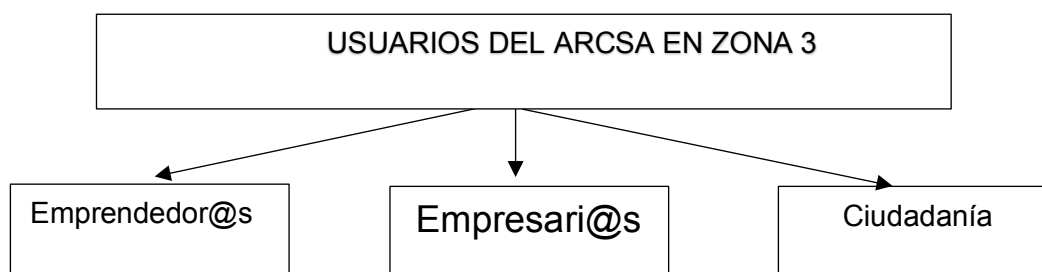 USUARIOS DEL ARCSA EN ZONA 3
Emprendedor@s
Empresari@s
Ciudadanía